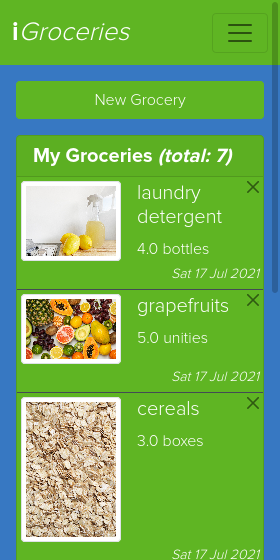 iGroceries
New Grocery
My Groceries (total: 7)
laundry
detergent
4.0 bottles
Sat 17 Jul 2021
grapefruits
5.0 unities
Sat 17 Jul 2021
cereals
3.0 boxes
Sat 17 Jul 2021